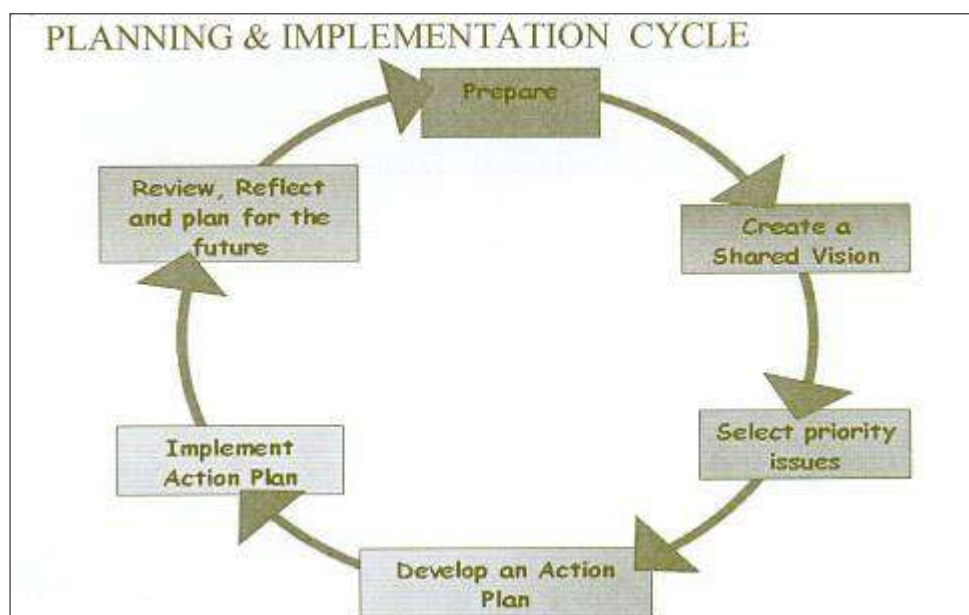 PLANNING & IMPLEMENTATION CYCLE
Prepare
Create a
Shared Vision
Select priority
issues
Develop an Action
Plan
Implement
Action Plan
Review, Reflect
and plan for the
future